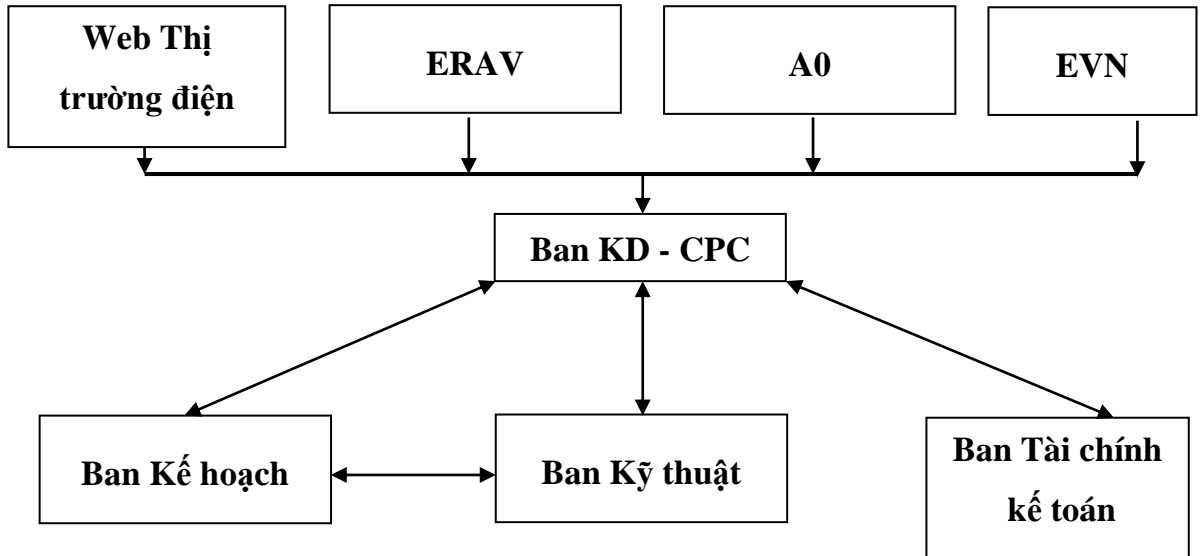 Web Thị
trường điện
ERAV
A0
EVN
Ban KD - CPC
Ban Kế hoạch
Ban Kỹ thuật
Ban Tài chính
kế toán